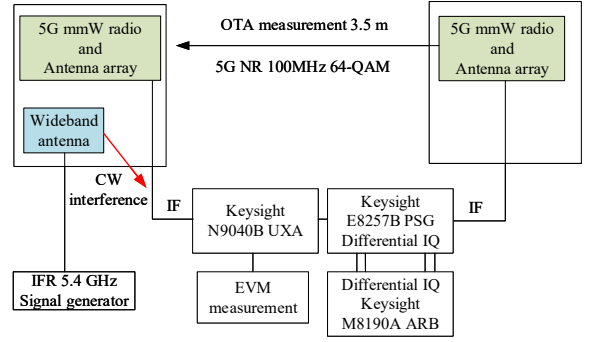 5G mmW radio
and
Antenna array
OTA measurement 3.5 m
5G NR 100MHz 64-QAM
5G mmW radio
and
Antenna array
Wideband
antenna
CW
interference
IF
Keysight
N9040B UXA
Keysight
E8257B PSG
Differential IQ
IF
IFR 5.4 GHz
Signal generator
EVM
measurement
Differential IQ
Keysight
M8190A ARB